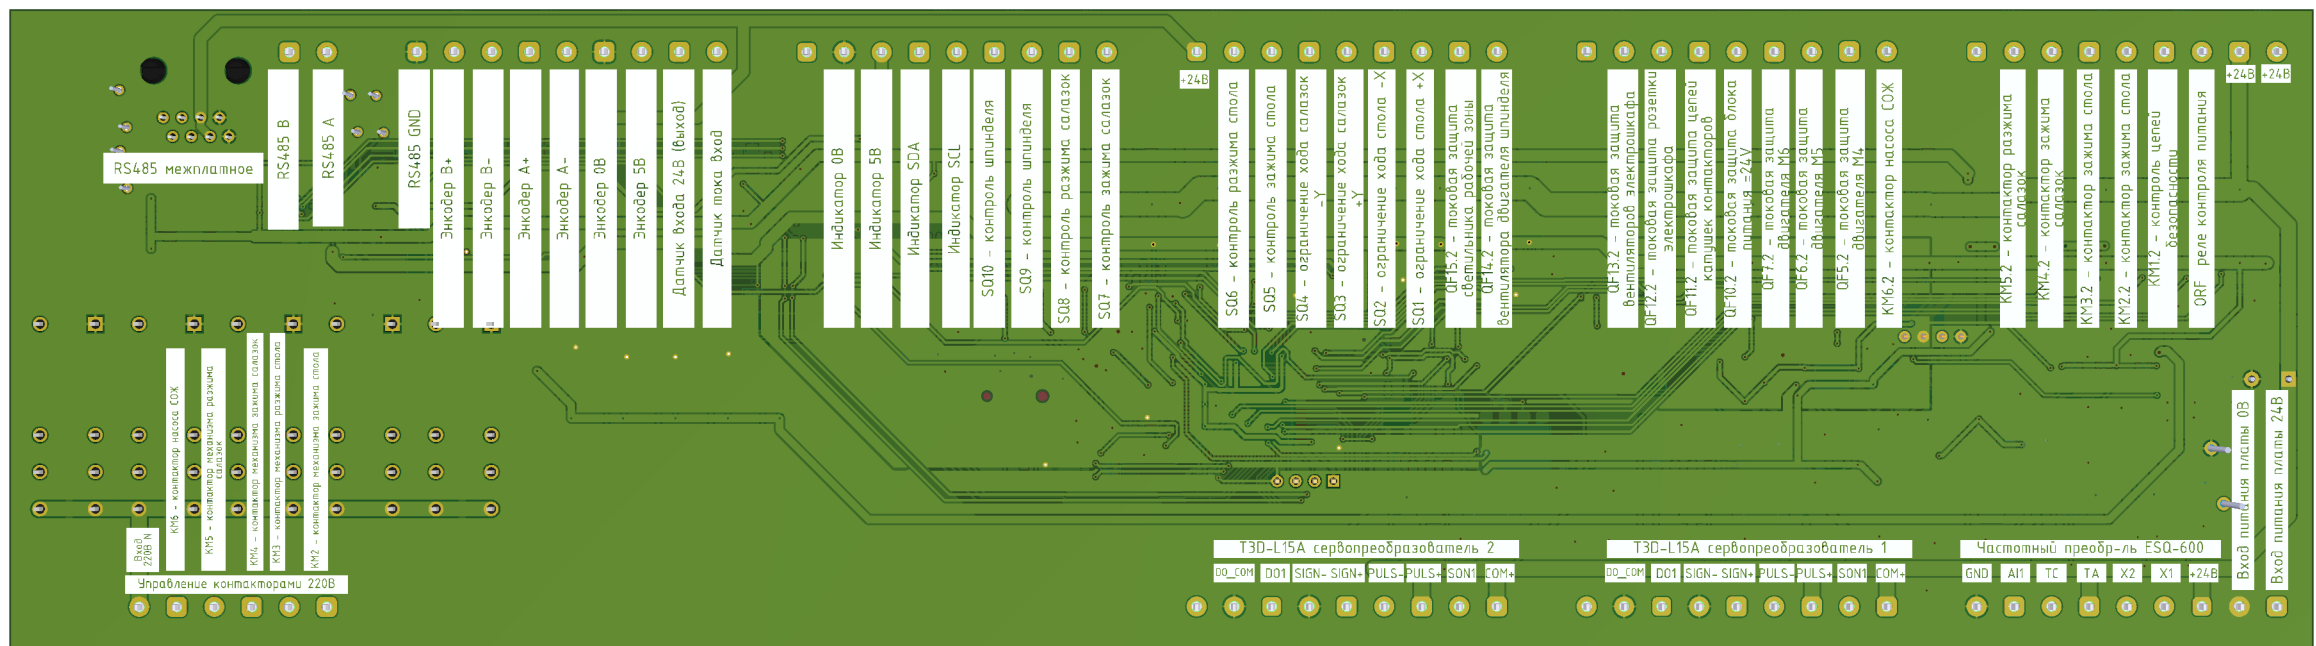 RS485 межплатное
RS485 B
RS485 A
RS485 GND
Энкодер B+
Энкодер B-
Энкодер A+
Энкодер A-
Энкодер 0В
Энкодер 5В
Датчик входа 24В (выход)
Датчик тока вход
Индикатор 0В
Индикатор 5В
Индикатор SDA
Индикатор SCL
SQ10 - контроль шпинделя
SQ9 - контроль шпинделя
SQ8 - контроль разжима салазок
SQ7 - контроль зажима салазок
+24В
SQ6 - контроль разжима стола
SQ5 - контроль зажима стола
SQ4 - ограничение хода салазок
-Y
SQ3 - ограничение хода салазок
+Y
SQ2 - ограничение хода стола -X
SQ1 - ограничение хода стола +X
QF15.2 - токовая защита
светильника рабочей зоны
QF14.2 - токовая защита
вентилятора двигателя шпинделя
QF13.2 - токовая защита
вентиляторов электрошкафа
QF12.2 - токовая защита розетки
электрошкафа
QF11.2 - токовая защита цепей
катушек контакторов
QF10.2 - токовая защита блока
питания =24V
QF7.2 - токовая защита
двигателя M6
QF6.2 - токовая защита
двигателя M5
QF5.2 - токовая защита
двигателя M4
KM6.2 - контактор насоса СОЖ
KM5.2 - контактор разжима
салазок
KM4.2 - контактор зажима
салазок
KM3.2 - контактор зажима стола
KM2.2 - контактор зажима стола
KM1.2 - контроль цепей
безопасности
ORF реле контроля питания
+24В
+24В
KM6 - контактор насоса СОЖ
KM5 - контактор механизма разжима
салазок
KM4 - контактор механизма зажима салазок
KM3 - контактор механизма разжима стола
KM2 - контактор механизма зажима стола
Вход
220В N
Управление контакторами 220В
T3D-L15A сервопреобразователь 2
DO_COM DO1 SIGN- SIGN+ PULS- PULS+ SON1 COM+
T3D-L15A сервопреобразователь 1
DO_COM DO1 SIGN- SIGN+ PULS- PULS+ SON1 COM+
Частотный преобр-ль ESQ-600
GND AI1 TC TA X2 X1 +24В
Вход питания платы 0В
Вход питания платы 24В